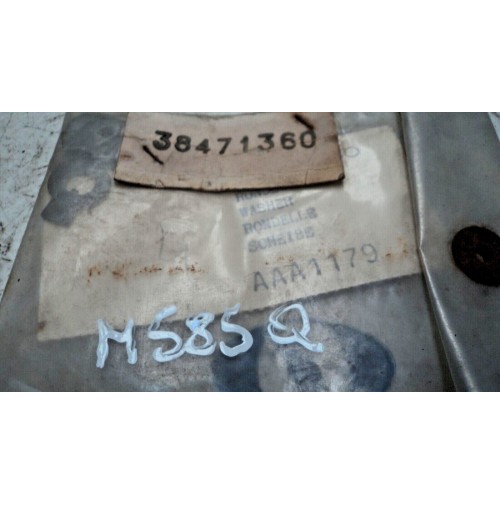 38471360
WASHER
RONDELLE
SCHEIBE
AAA1179
M585Q